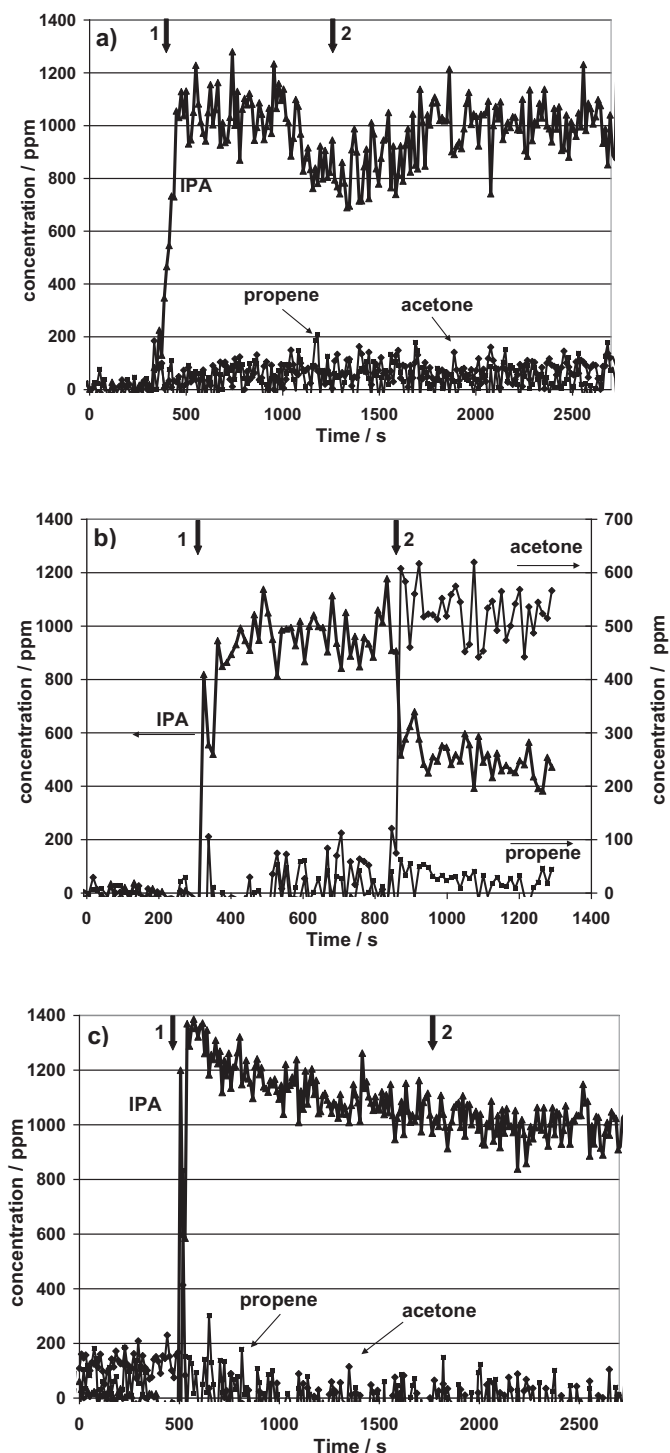 a)
1
2
1400
1200
1000
800
600
400
200
0
concentration / ppm
IPA
propene
acetone
0 500 1000 1500 2000 2500
Time / s
b)
1
2
1400
1200
1000
800
600
400
200
0
concentration / ppm
IPA
acetone
propene
700
600
500
400
300
200
100
0
concentration / ppm
0 200 400 600 800 1000 1200 1400
Time / s
c)
1
2
1400
1200
1000
800
600
400
200
0
concentration / ppm
IPA
propene
acetone
0 500 1000 1500 2000 2500
Time / s